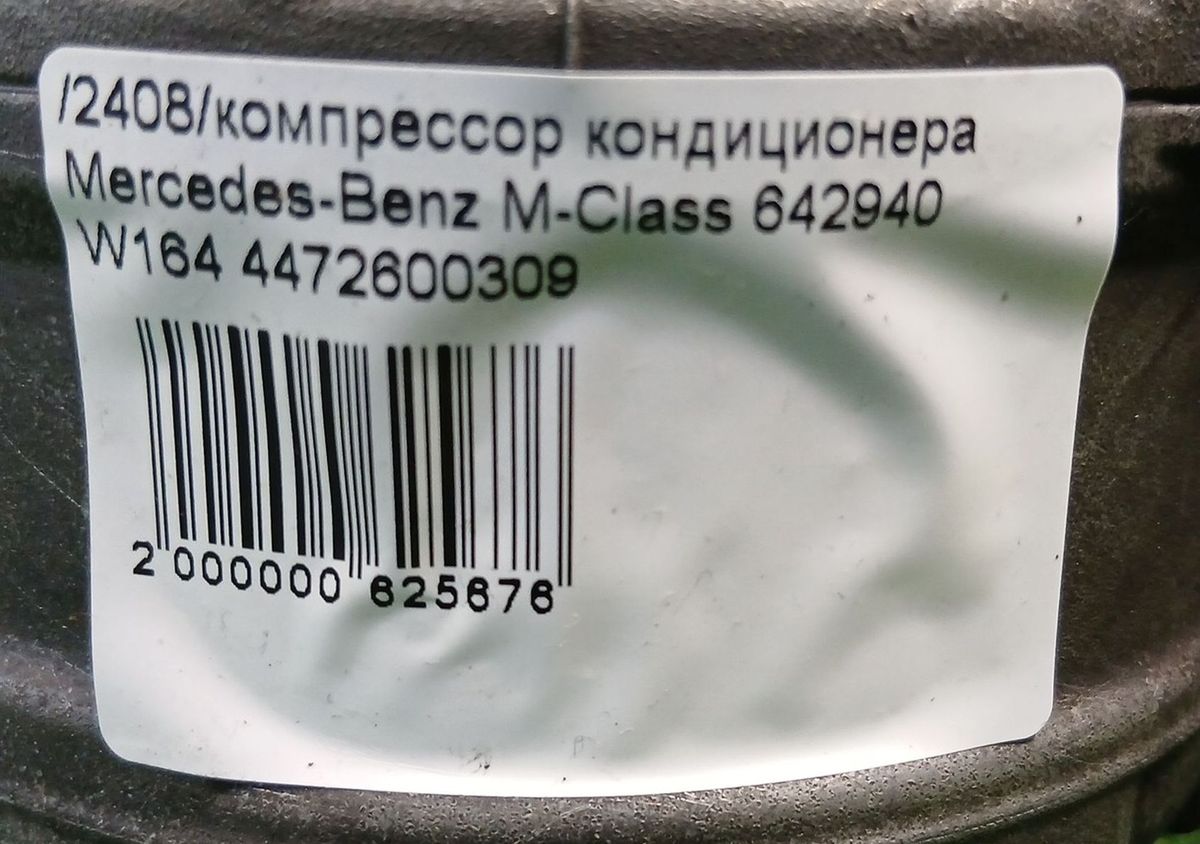 /2408/компрессор кондиционера
Mercedes-Benz M-Class 642940
W164 4472600309
2 000000 625676